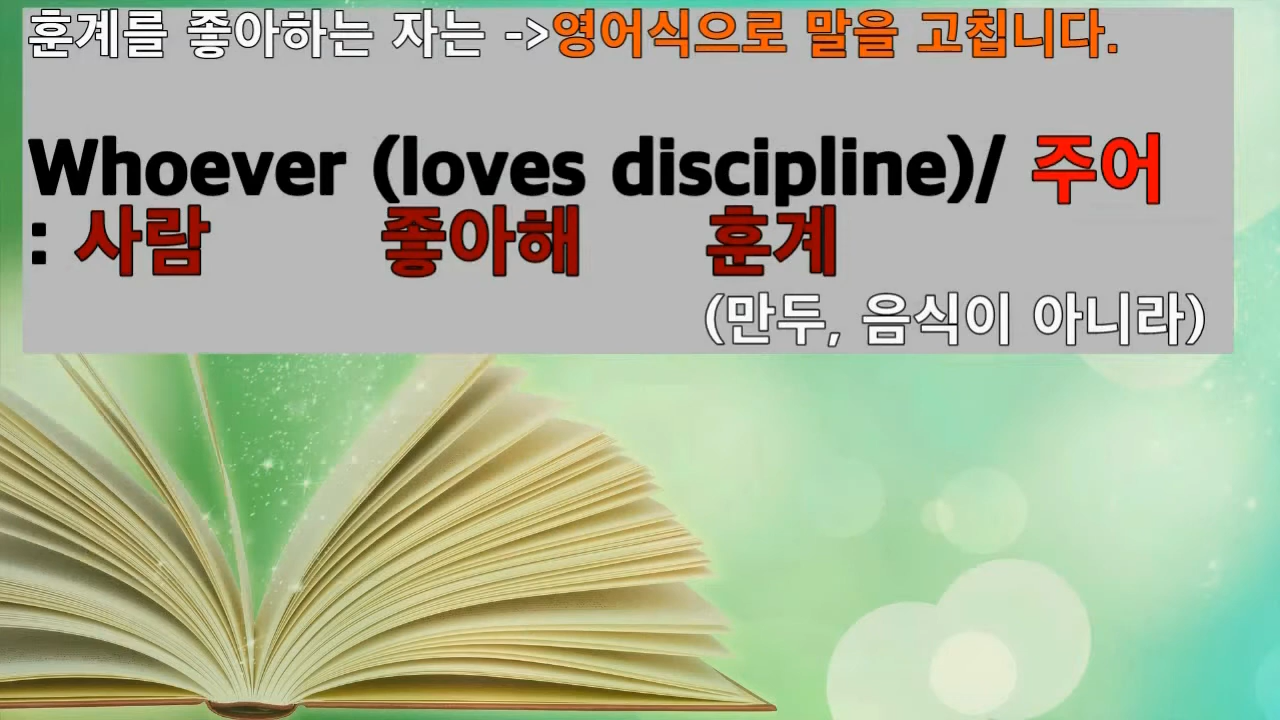 훈계를 좋아하는 자는 ->영어식으로 말을 고칩니다.
Whoever (loves discipline)/ 주어
: 사람 좋아해 훈계
(만두, 음식이 아니라)